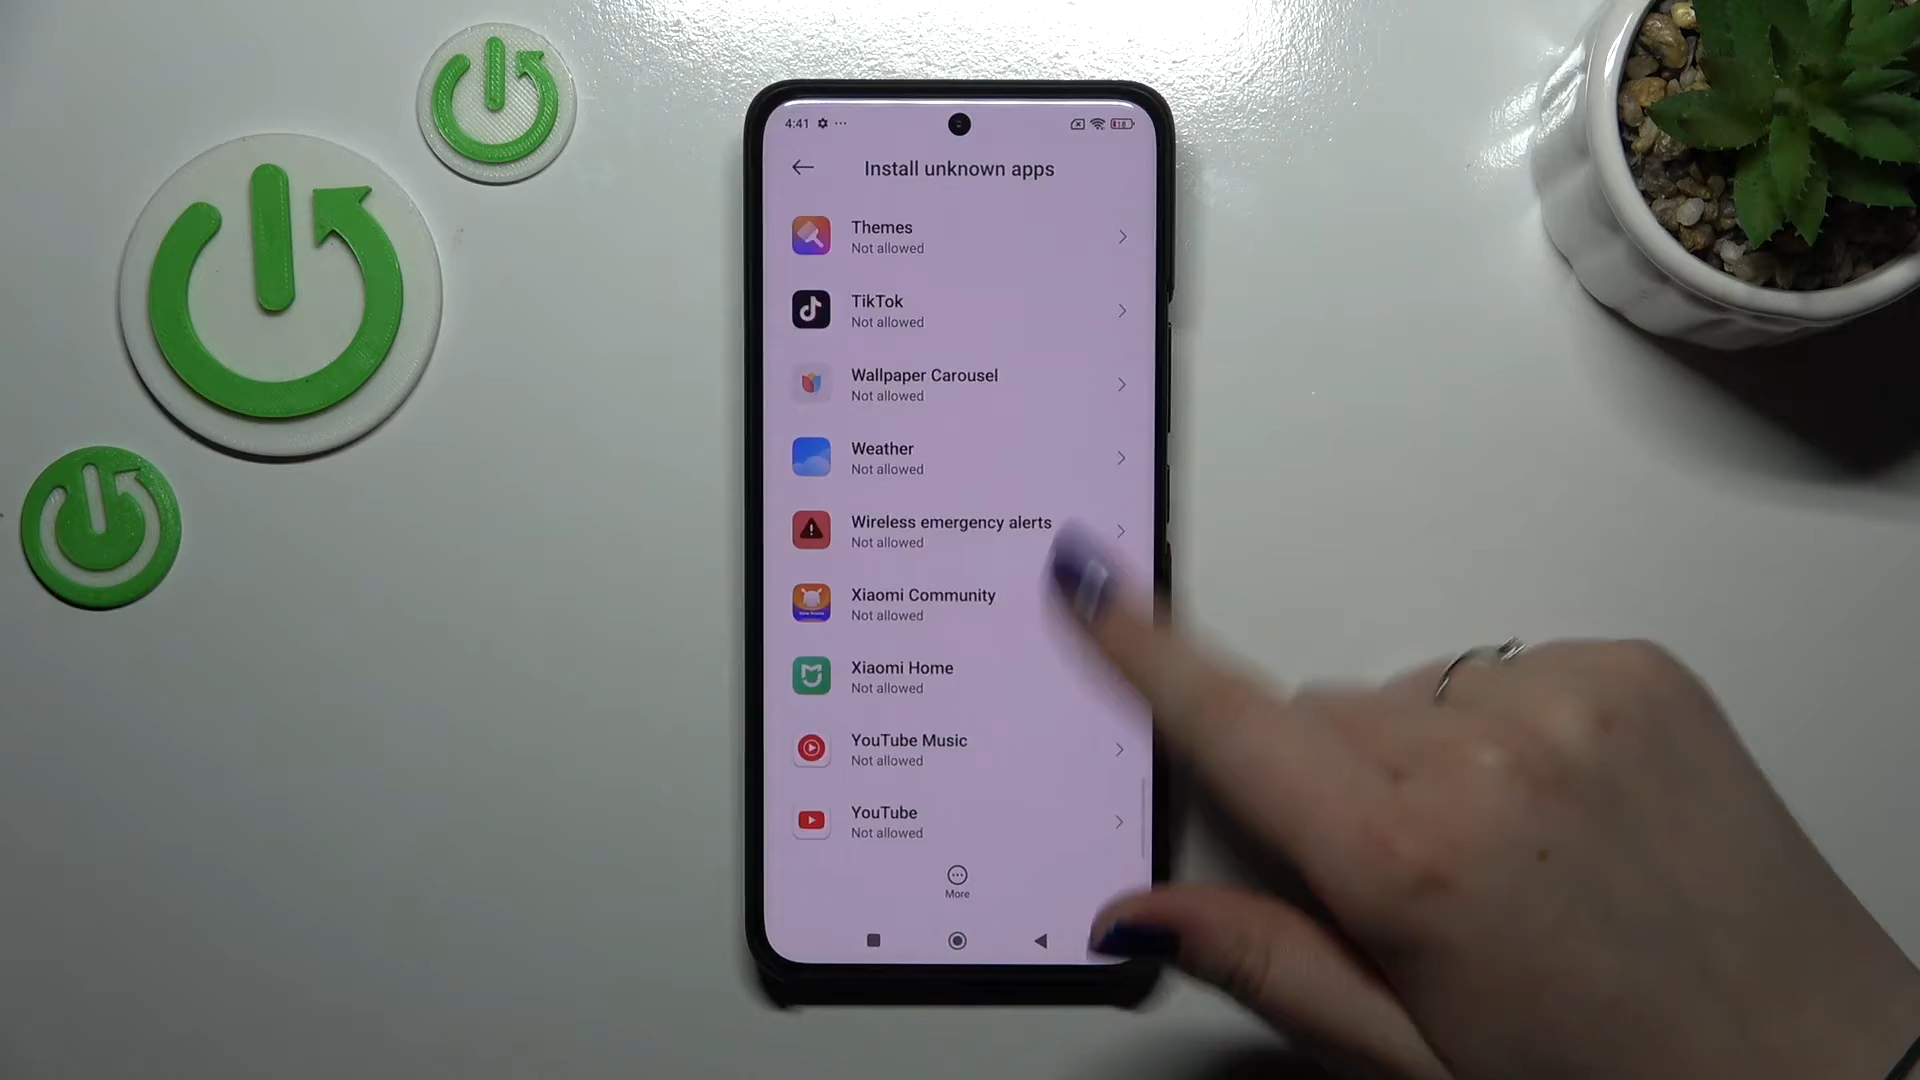 4:41
18
Install unknown apps
Themes
Not allowed
TikTok
Not allowed
Wallpaper Carousel
Not allowed
Weather
Not allowed
Wireless emergency alerts
Not allowed
Xiaomi Community
Not allowed
Xiaomi Home
Not allowed
YouTube Music
Not allowed
YouTube
Not allowed
More